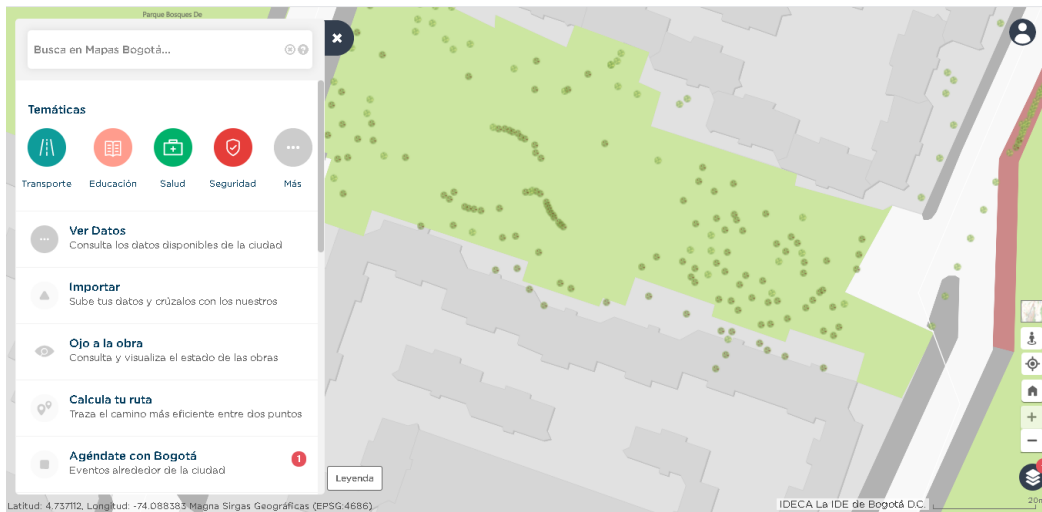 Parque Bosques De
Busca en Mapas Bogotá...
Temáticas
Transporte
Educación
Salud
Seguridad
Más
Ver Datos
Consulta los datos disponibles de la ciudad
Importar
Sube tus datos y crúzalos con los nuestros
Ojo a la obra
Consulta y visualiza el estado de las obras
Calcula tu ruta
Traza el camino más eficiente entre dos puntos
Agéndate con Bogotá
1
Eventos alrededor de la ciudad
Leyenda
Latitud: 4.737112, Longitud: -74.088383 Magna Sirgas Geográficas (EPSG:4686)
IDECA La IDE de Bogotá D.C.
20m